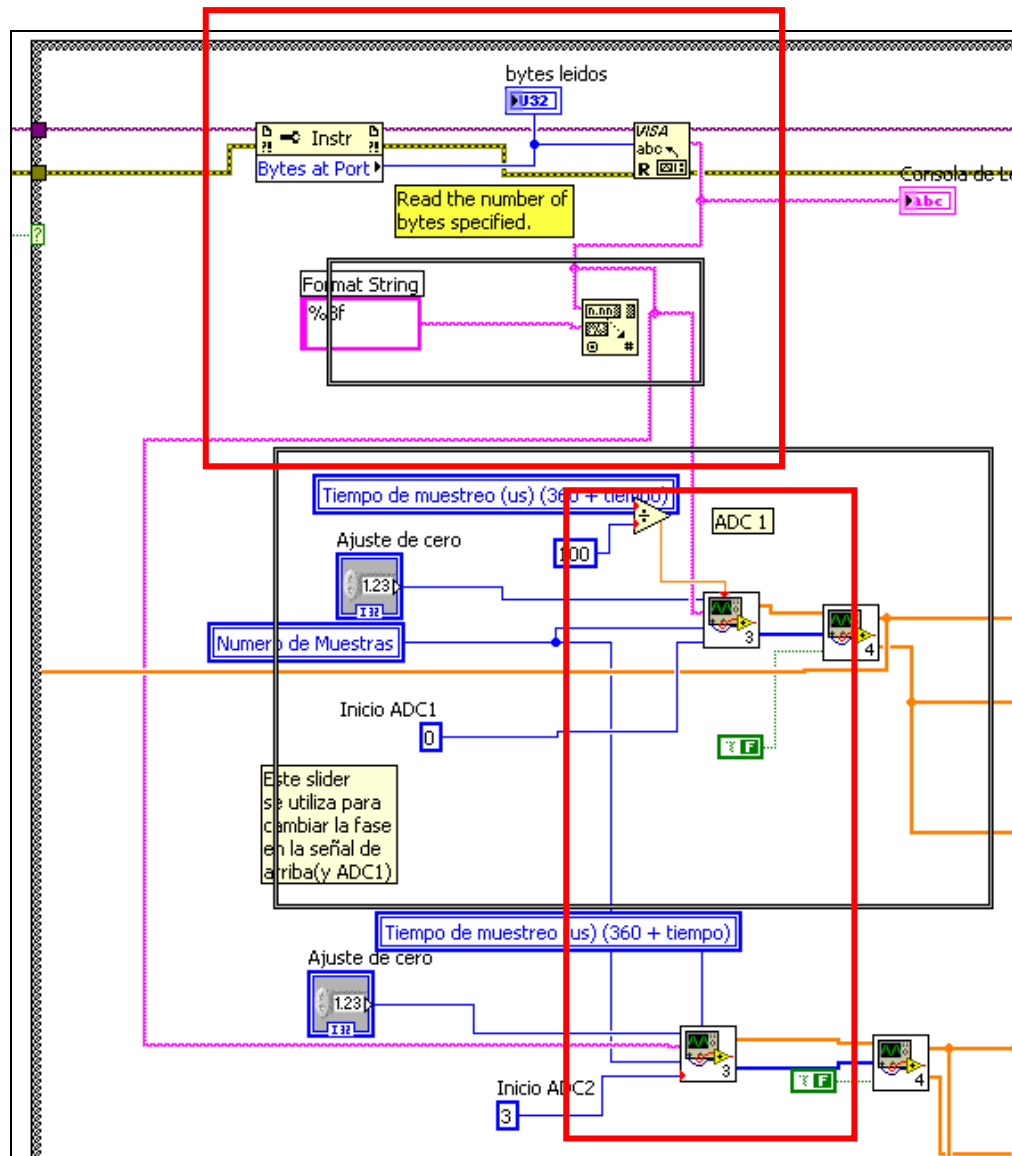 bytes leidos
U32
Instr
Bytes at Port
VISA
abc
R
Read the number of
bytes specified.
Consola de Le
abc
Format String
%3f
n.nn
#
Tiempo de muestreo (us) (360 + tiempo)
÷
ADC 1
100
Ajuste de cero
1.23
I32
3
4
Numero de Muestras
Inicio ADC1
0
F
Este slider
se utiliza para
cambiar la fase
en la señal de
arriba(y ADC1)
Tiempo de muestreo (us) (360 + tiempo)
Ajuste de cero
1.23
I32
3
4
F
Inicio ADC2
3